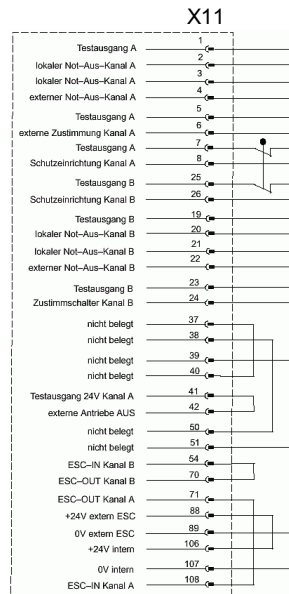 X11
Testausgang A 1
lokaler Not–Aus–Kanal A 2
lokaler Not–Aus–Kanal A 3
externer Not–Aus–Kanal A 4
Testausgang A 5
externe Zustimmung Kanal A 6
Testausgang A 7
Schutzeinrichtung Kanal A 8
Testausgang B 25
Schutzeinrichtung Kanal B 26
Testausgang B 19
lokaler Not–Aus–Kanal B 20
lokaler Not–Aus–Kanal B 21
externer Not–Aus–Kanal B 22
Testausgang B 23
Zustimmschalter Kanal B 24
nicht belegt 37
nicht belegt 38
nicht belegt 39
nicht belegt 40
Testausgang 24V Kanal A 41
externe Antriebe AUS 42
nicht belegt 50
nicht belegt 51
ESC–IN Kanal B 54
ESC–OUT Kanal B 70
ESC–OUT Kanal A 71
+24V extern ESC 88
0V extern ESC 89
+24V intern 106
0V intern 107
ESC–IN Kanal A 108